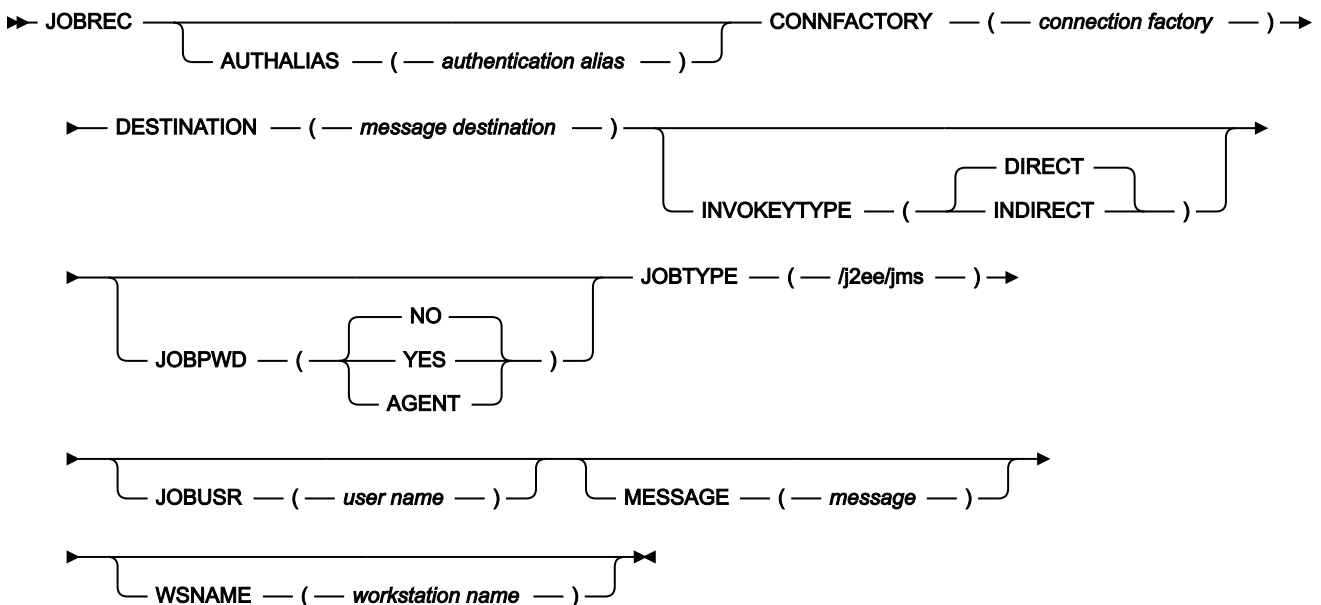 JOBREC CONNFACTORY ( connection factory )
AUTHALIAS ( authentication alias )
DESTINATION ( message destination )
DIRECT
INVOKEYTYPE ( INDIRECT )
JOBTYPE ( /j2ee/jms )
NO
JOBPWD ( YES )
AGENT
JOBUSR ( user name ) MESSAGE ( message )
WSNAME ( workstation name )